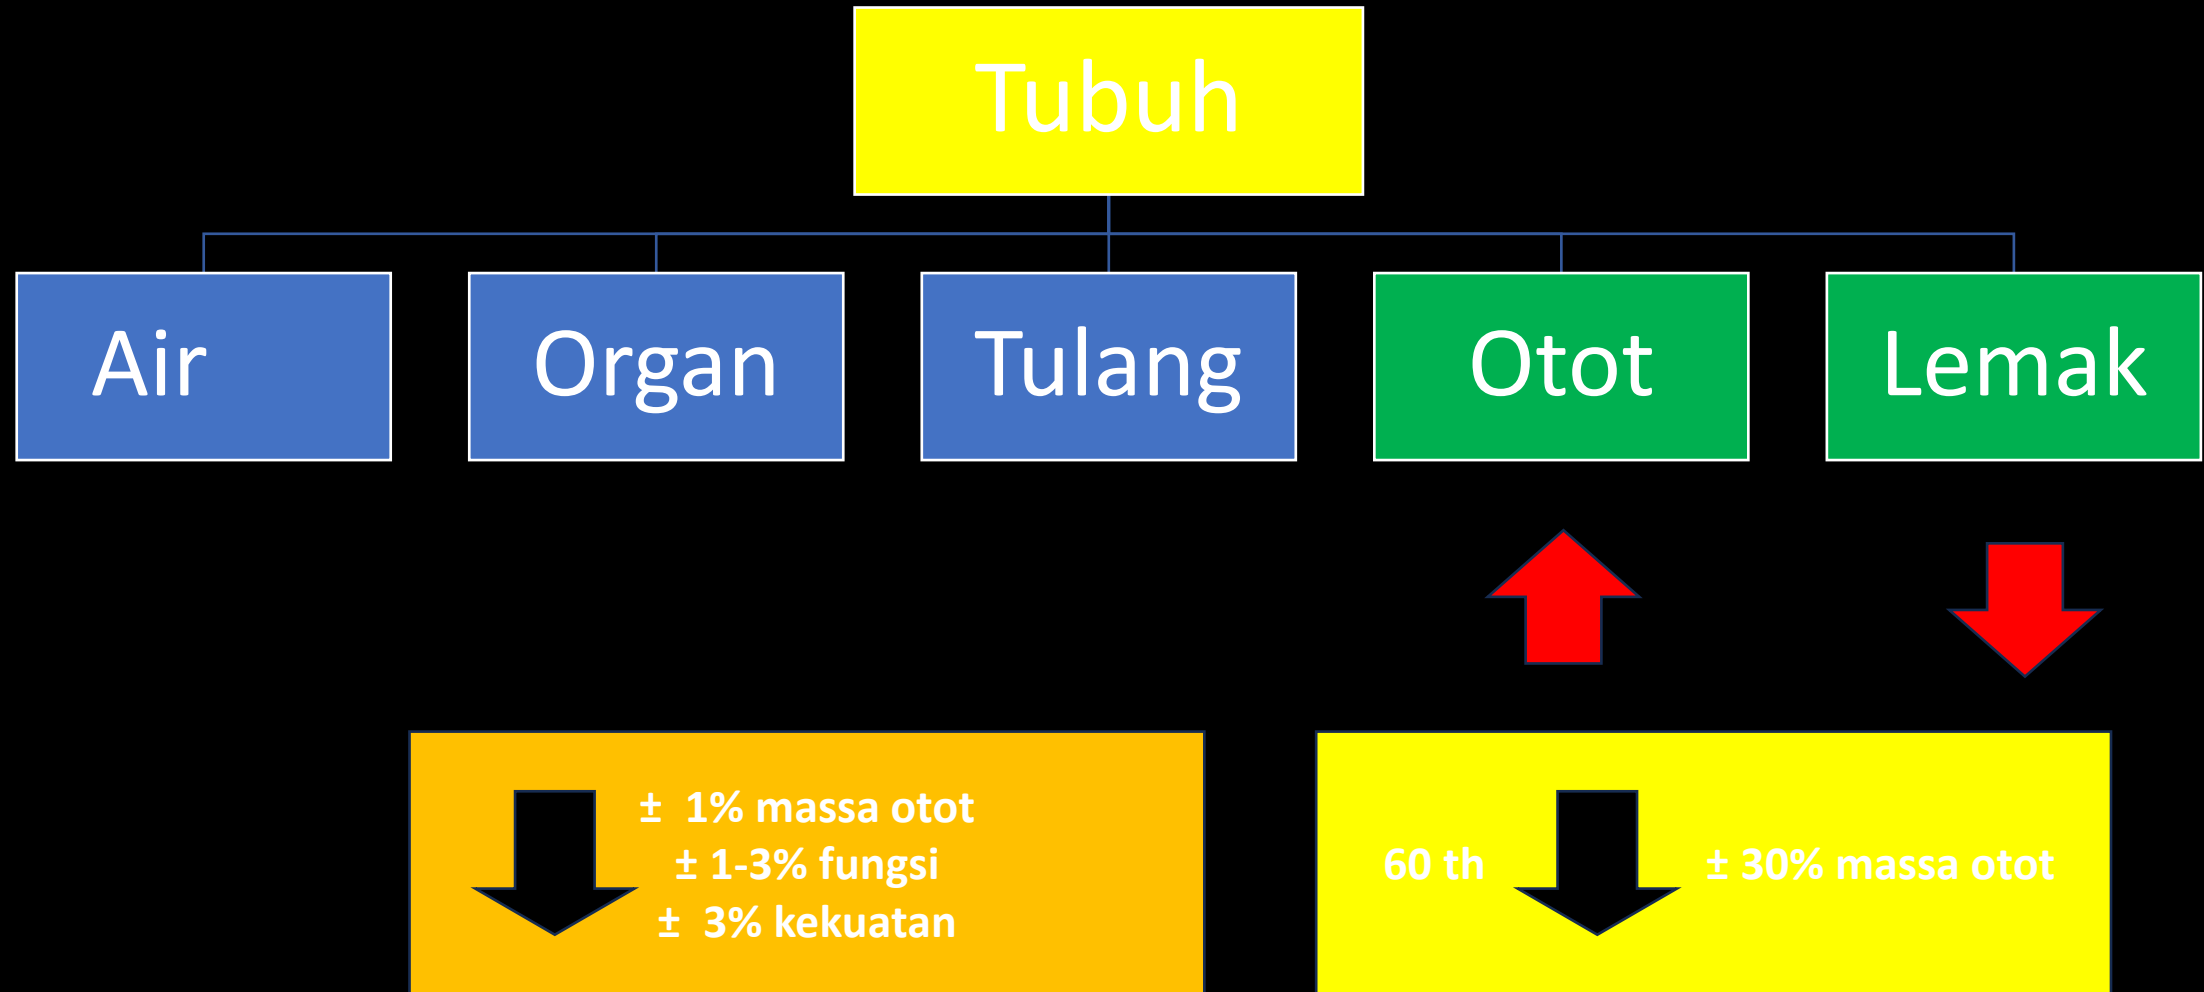 Tubuh
Air
Organ
Tulang
Otot
Lemak
± 1% massa otot
± 1-3% fungsi
± 3% kekuatan
60 th
± 30% massa otot